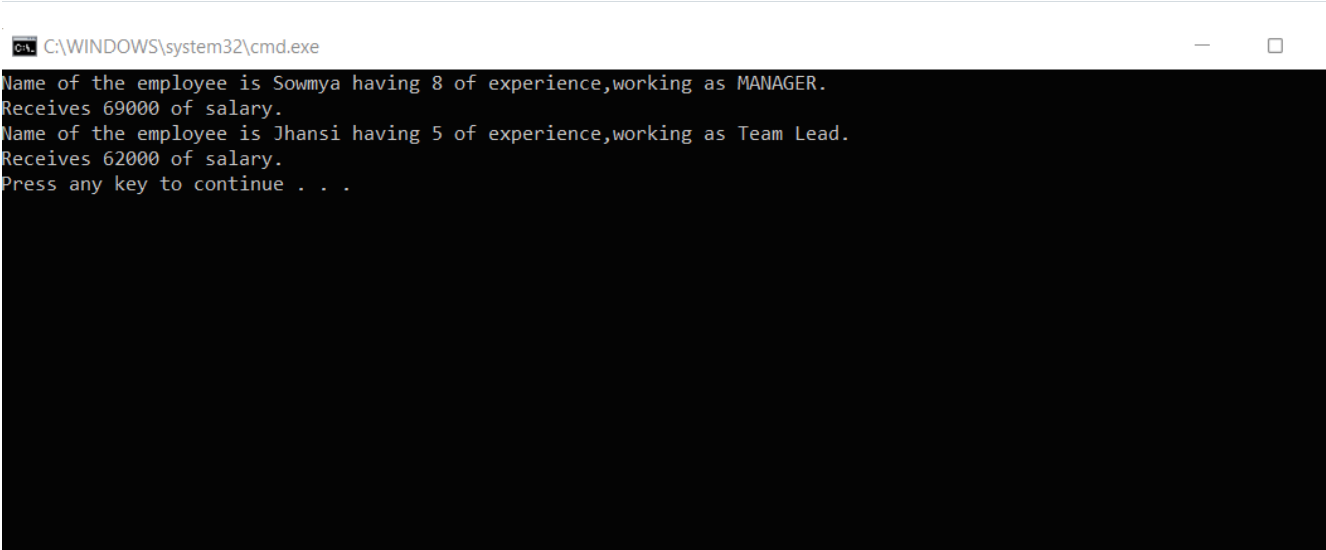 C:\WINDOWS\system32\cmd.exe
Name of the employee is Sowmya having 8 of experience,working as MANAGER.
Receives 69000 of salary.
Name of the employee is Jhansi having 5 of experience,working as Team Lead.
Receives 62000 of salary.
Press any key to continue . . .